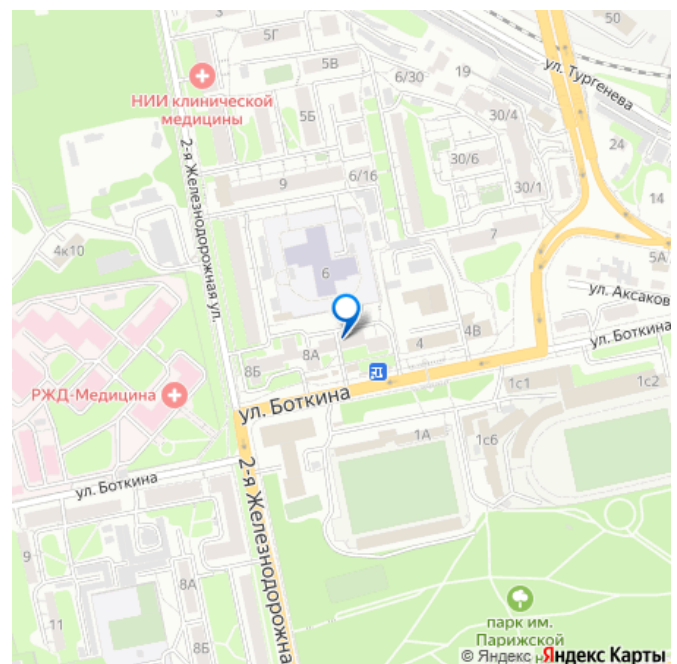 50
3
5Г
5В
6/30
19
ул. Тургенева
НИИ клинической
медицины
5Б
30/4
24
2-я Железнодорожная ул.
30/6
6/16
9
30/1
14
7
4к10
5А
6
ул. Аксаков
8А
4
4В
ул. Боткина
8Б
РЖД-Медицина
1с1
1с2
ул. Боткина
1А
1с6
ул. Боткина
2-я Железнодорожна
9
8А
11
парк им.
Парижской
8Б
© Яндекс Яндекс Карты